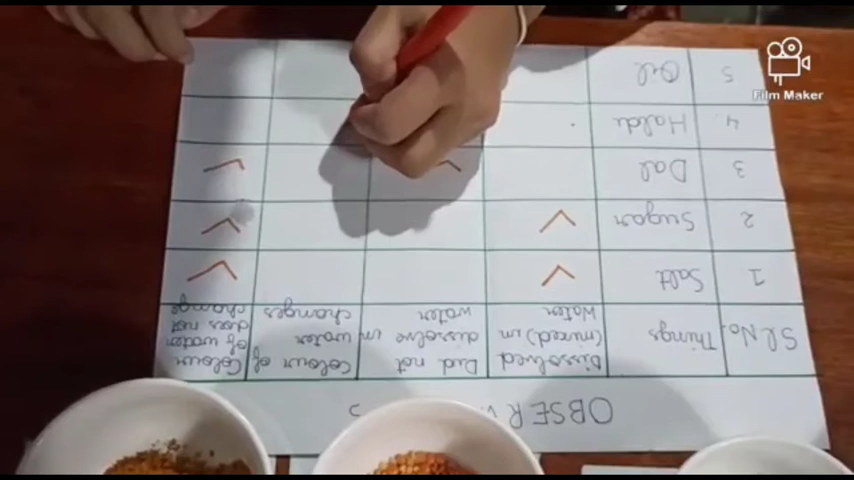 Film Maker
OBSER
Sl.No. Things Dissolved (mixed) in water Did not dissolve in water Colour of water changes Colour of water does not change
1 Salt ✓ ✓
2 Sugar ✓ ✓
3 Dal ✓ ✓
4. Haldi
5 Oil